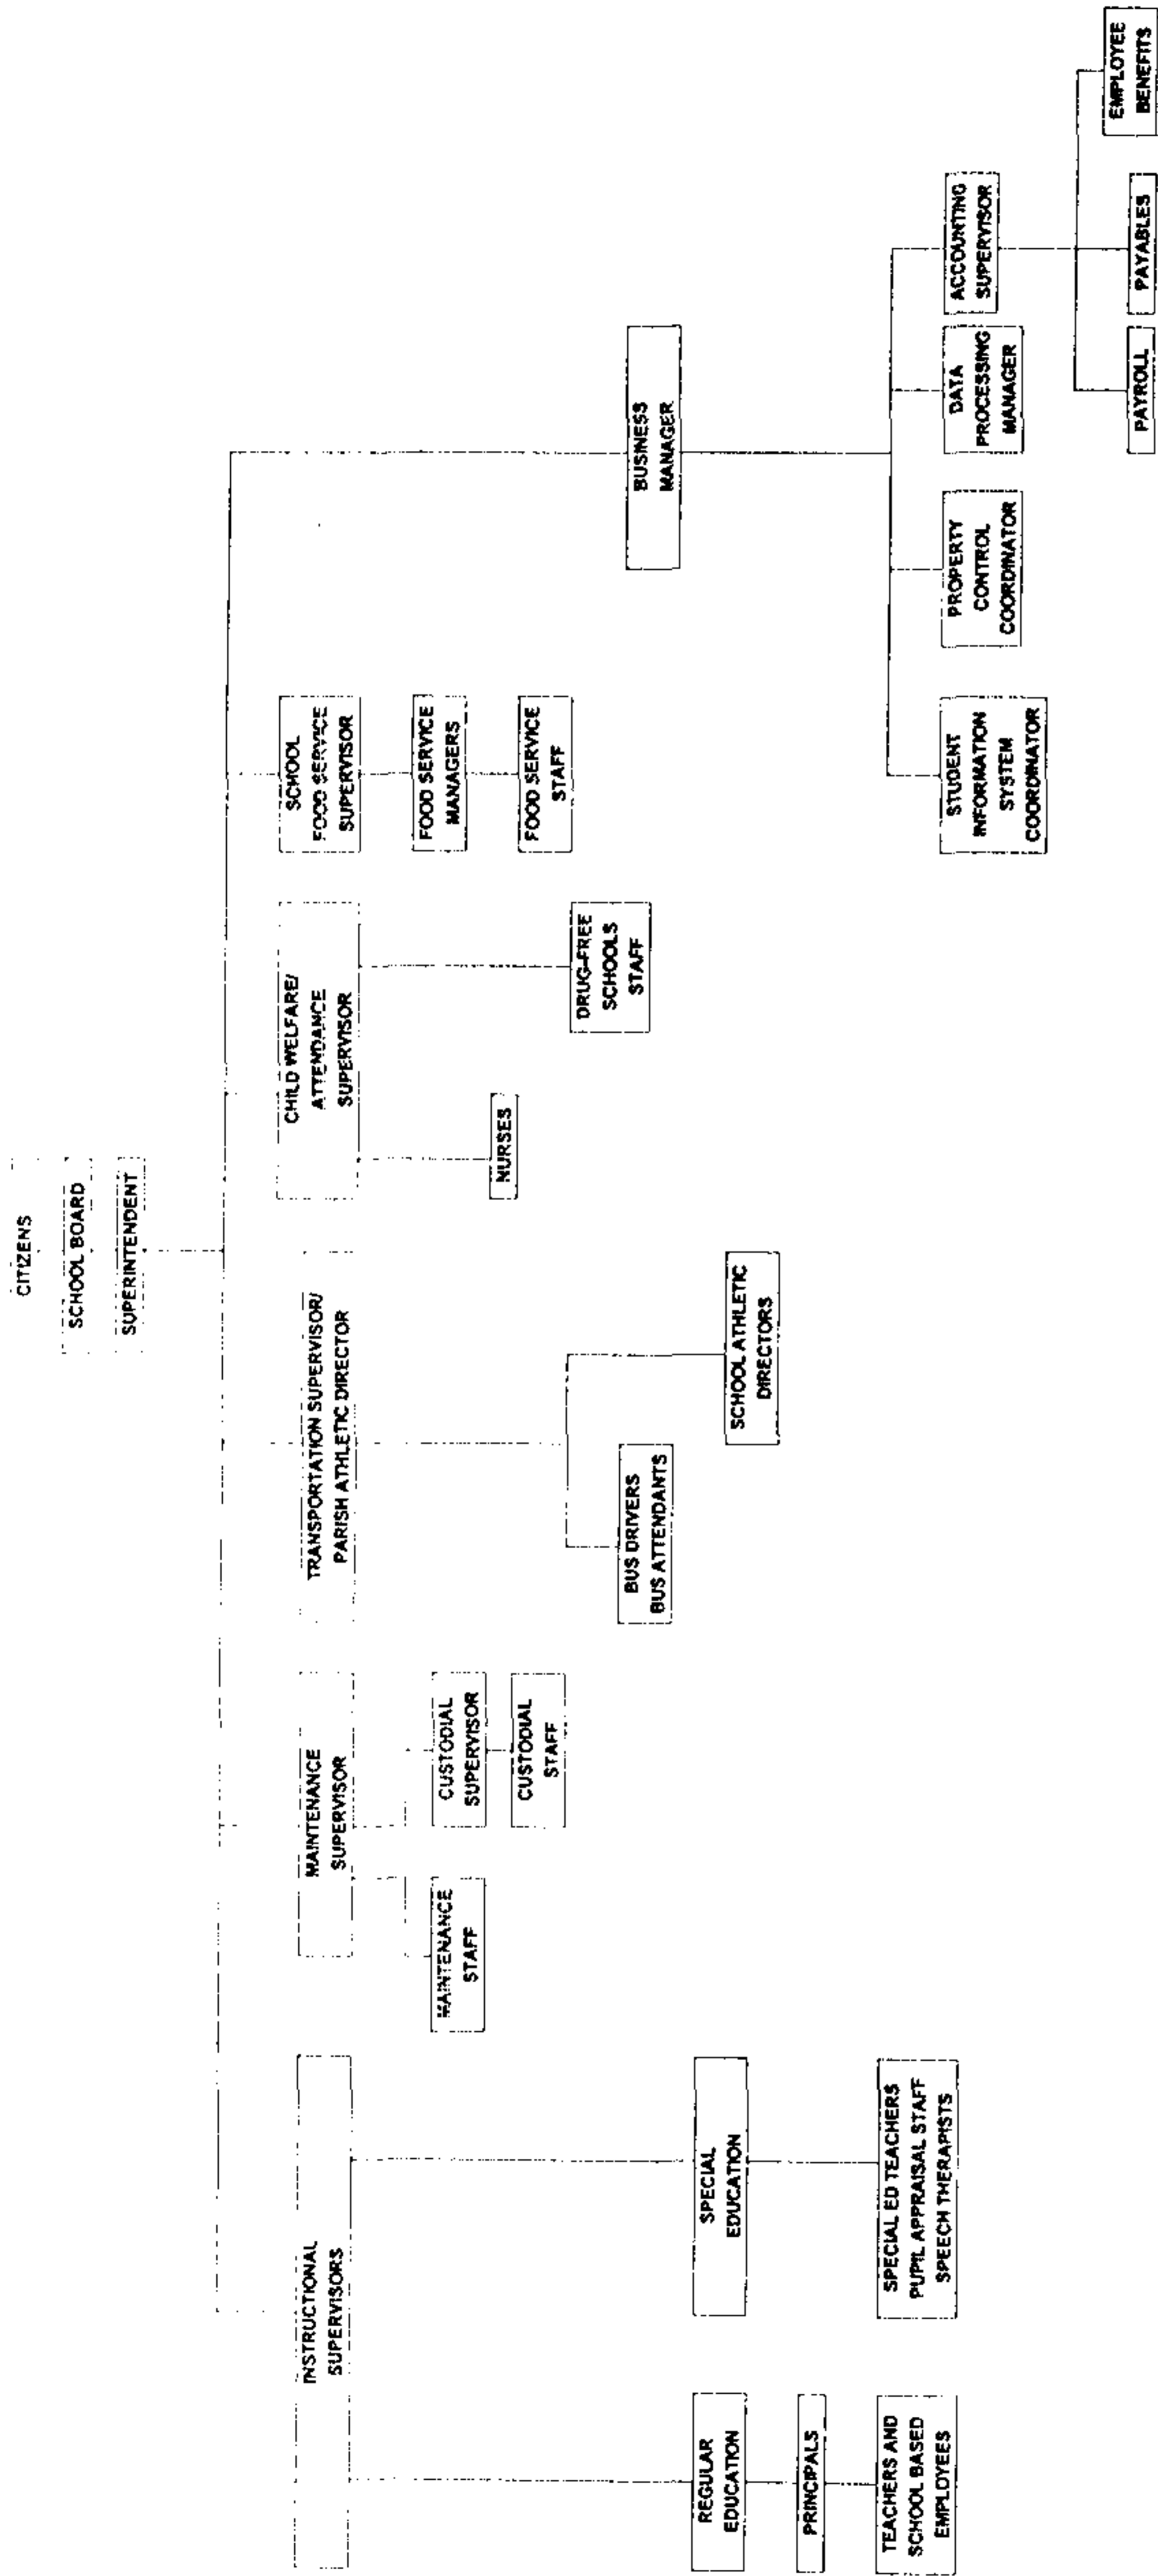 CITIZENS
SCHOOL BOARD
SUPERINTENDENT
INSTRUCTIONAL
SUPERVISORS
MAINTENANCE
SUPERVISOR
TRANSPORTATION SUPERVISOR/
PARISH ATHLETIC DIRECTOR
CHILD WELFARE/
ATTENDANCE
SUPERVISOR
SCHOOL
FOOD SERVICE
SUPERVISOR
BUSINESS
MANAGER
REGULAR
EDUCATION
PRINCIPALS
TEACHERS AND
SCHOOL BASED
EMPLOYEES
SPECIAL
EDUCATION
SPECIAL ED TEACHERS
PUPIL APPRAISAL STAFF
SPEECH THERAPISTS
MAINTENANCE
STAFF
CUSTODIAL
SUPERVISOR
CUSTODIAL
STAFF
BUS DRIVERS
BUS ATTENDANTS
SCHOOL ATHLETIC
DIRECTORS
NURSES
DRUG-FREE
SCHOOLS
STAFF
FOOD SERVICE
MANAGERS
FOOD SERVICE
STAFF
STUDENT
INFORMATION
SYSTEM
COORDINATOR
PROPERTY
CONTROL
COORDINATOR
DATA
PROCESSING
MANAGER
ACCOUNTING
SUPERVISOR
PAYROLL
PAYABLES
EMPLOYEE
BENEFITS